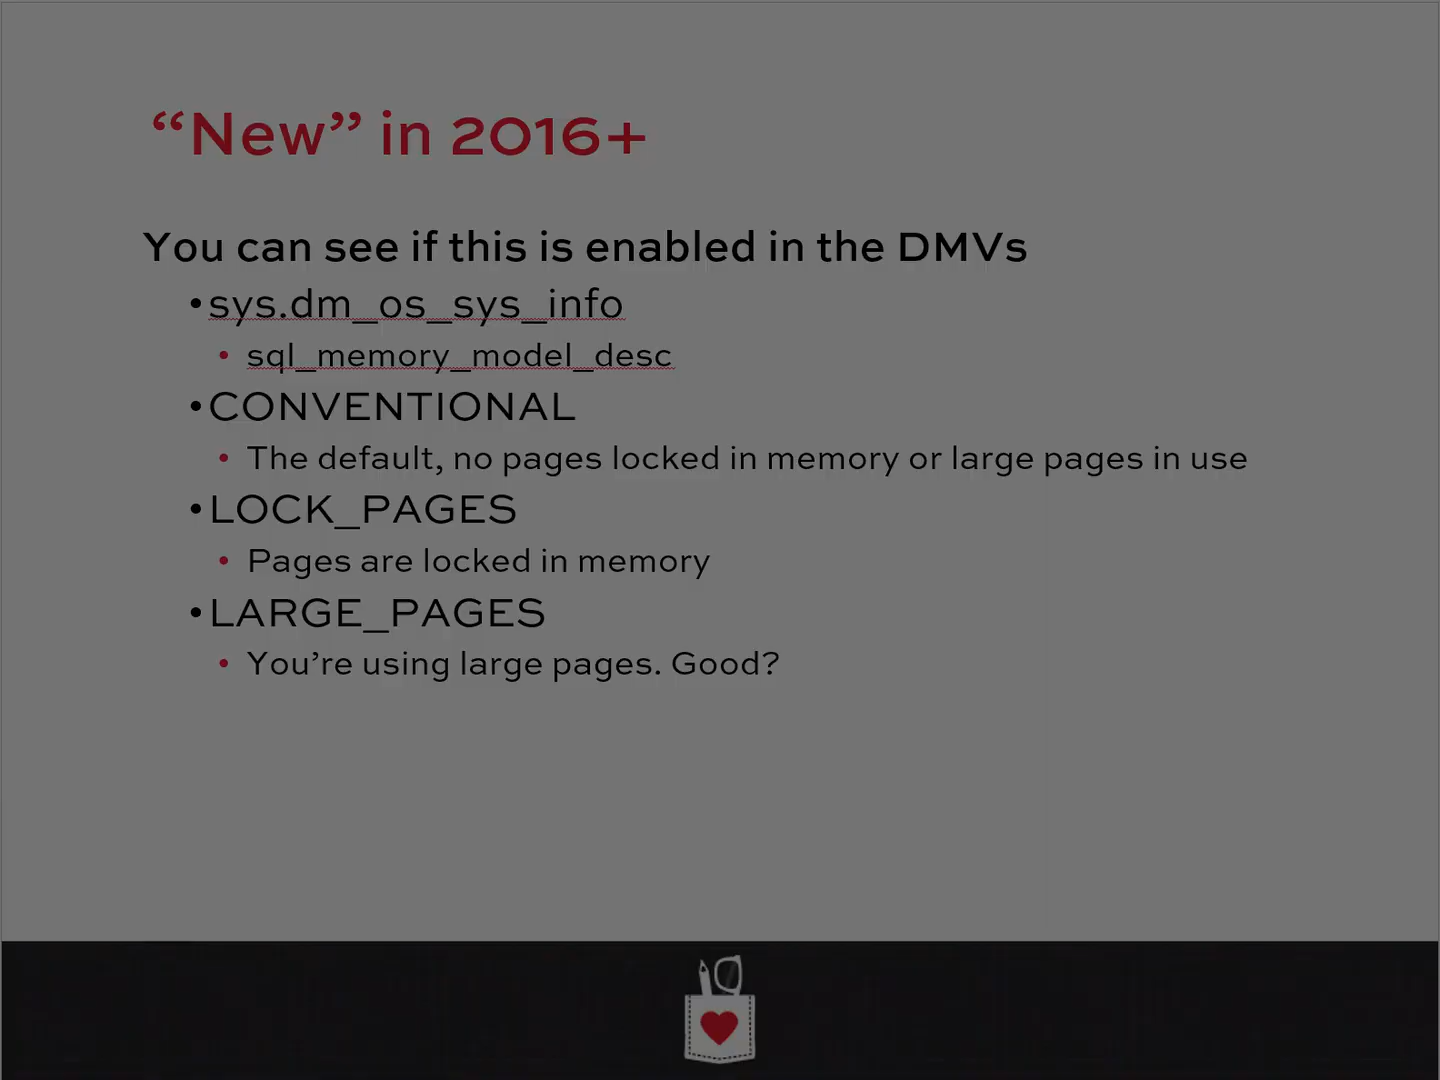 “New” in 2016+
You can see if this is enabled in the DMVs
•sys.dm_os_sys_info
• sql_memory_model_desc
•CONVENTIONAL
• The default, no pages locked in memory or large pages in use
•LOCK_PAGES
• Pages are locked in memory
•LARGE_PAGES
• You’re using large pages. Good?